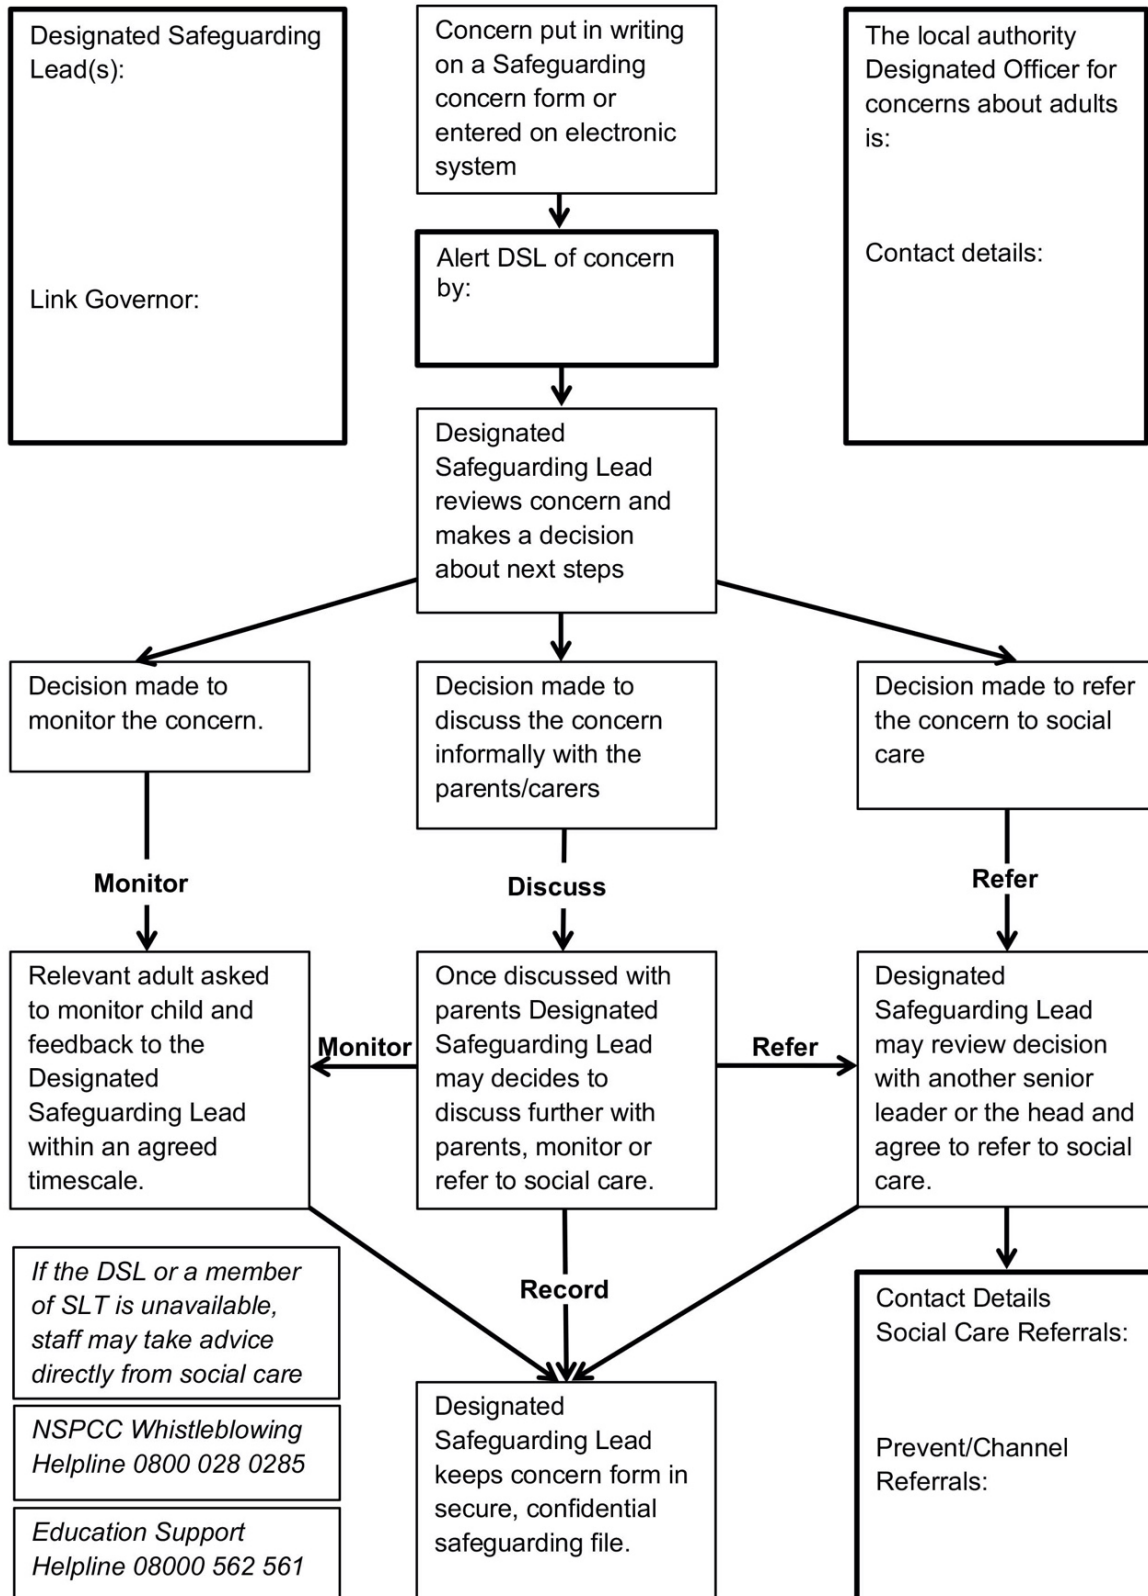 Designated Safeguarding
Lead(s):
Link Governor:
Concern put in writing
on a Safeguarding
concern form or
entered on electronic
system
The local authority
Designated Officer for
concerns about adults
is:
Contact details:
Alert DSL of concern
by:
Designated
Safeguarding Lead
reviews concern and
makes a decision
about next steps
Decision made to
monitor the concern.
Decision made to
discuss the concern
informally with the
parents/carers
Decision made to refer
the concern to social
care
Monitor
Discuss
Refer
Relevant adult asked
to monitor child and
feedback to the
Designated
Safeguarding Lead
within an agreed
timescale.
Monitor
Once discussed with
parents Designated
Safeguarding Lead
may decides to
discuss further with
parents, monitor or
refer to social care.
Refer
Designated
Safeguarding Lead
may review decision
with another senior
leader or the head and
agree to refer to social
care.
If the DSL or a member
of SLT is unavailable,
staff may take advice
directly from social care
NSPCC Whistleblowing
Helpline 0800 028 0285
Education Support
Helpline 08000 562 561
Record
Designated
Safeguarding Lead
keeps concern form in
secure, confidential
safeguarding file.
Contact Details
Social Care Referrals:
Prevent/Channel
Referrals: